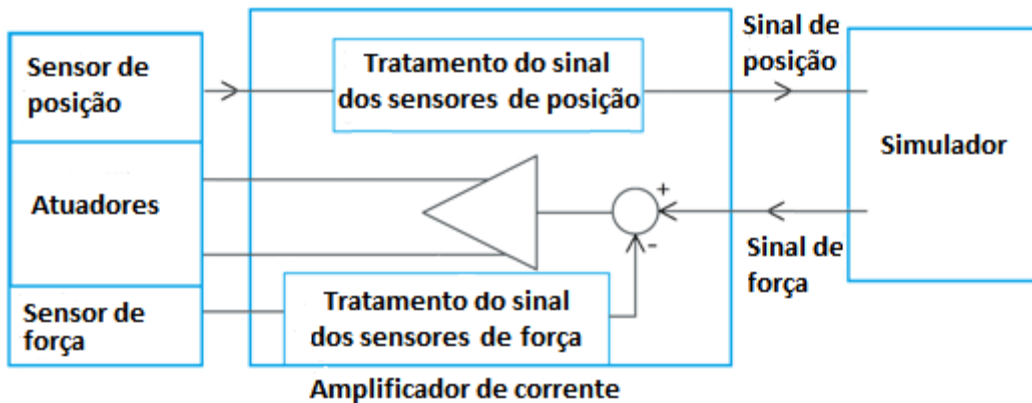 Sensor de
posição
Atuadores
Sensor de
força
Tratamento do sinal
dos sensores de posição
+
-
Tratamento do sinal
dos sensores de força
Amplificador de corrente
Sinal de
posição
Sinal de
força
Simulador